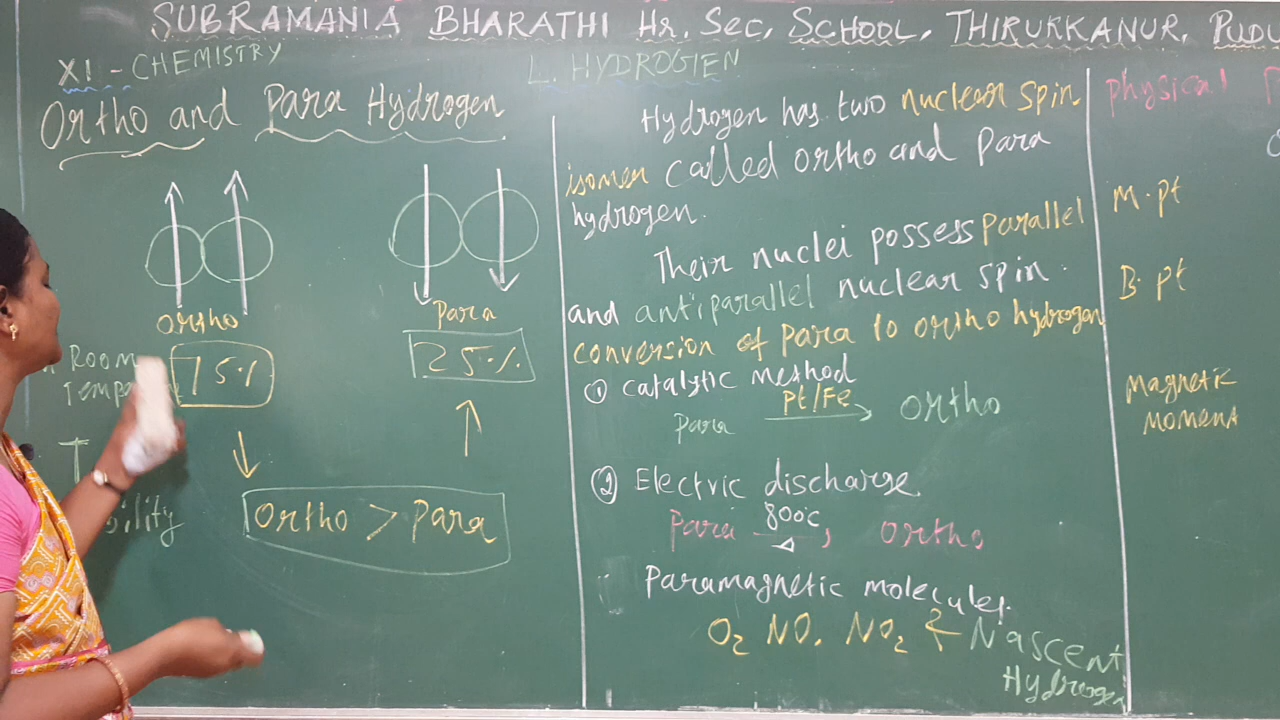 SUBRAMANIA BHARATHI Hr. Sec, SCHOOL, THIRUKKANUR, PUDU
XI - CHEMISTRY
L. HYDROGEN
Ortho and Para Hydrogen
ortho
Para
ROOM
75%
25%
T
ility
Ortho > Para
Hydrogen has two nuclear spin
isomer called ortho and para
hydrogen.
Their nuclei possess parallel
and antiparallel nuclear spin.
conversion of para to ortho hydrogen
① catalytic method
para Pt/Fe → ortho
② Electric discharge.
para 800°C Δ ortho
Paramagnetic molecules.
O₂ NO, NO₂ & Nascent
Hydrogen
Physical P
M. pt
B. pt
Magnetic
MOMENt